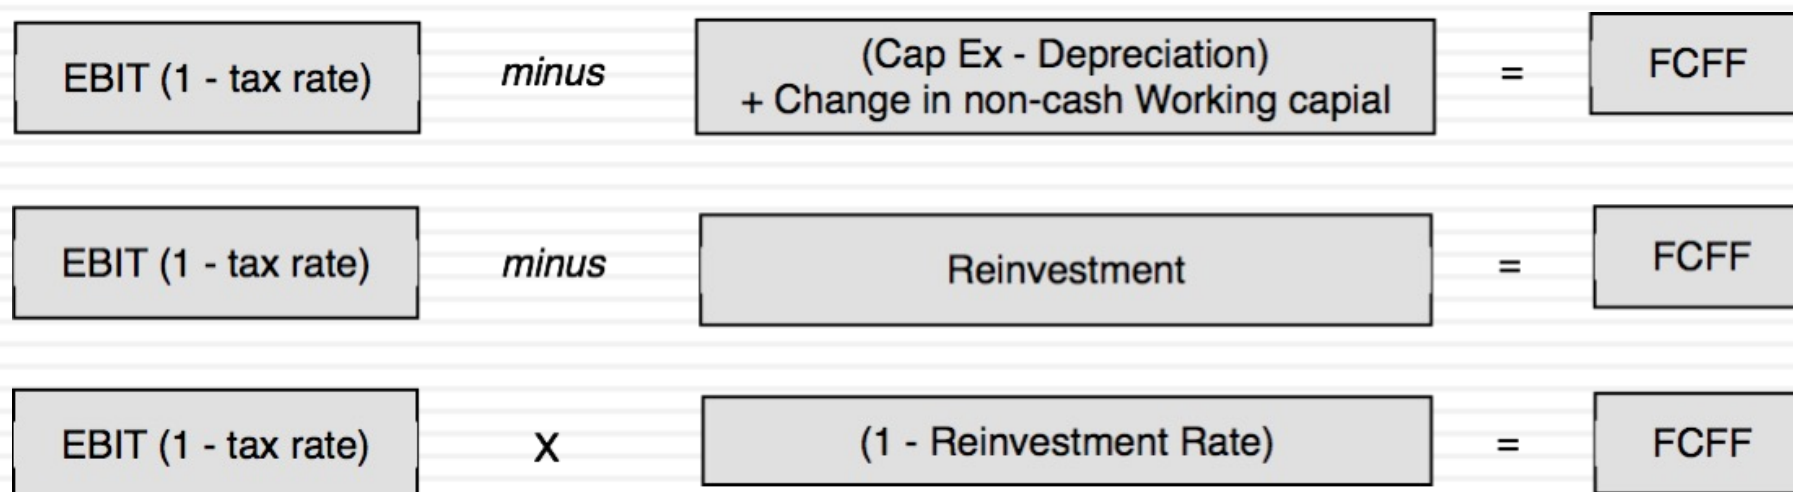 EBIT (1 - tax rate) minus (Cap Ex - Depreciation) = FCFF
+ Change in non-cash Working capial
EBIT (1 - tax rate) minus Reinvestment = FCFF
EBIT (1 - tax rate) X (1 - Reinvestment Rate) = FCFF